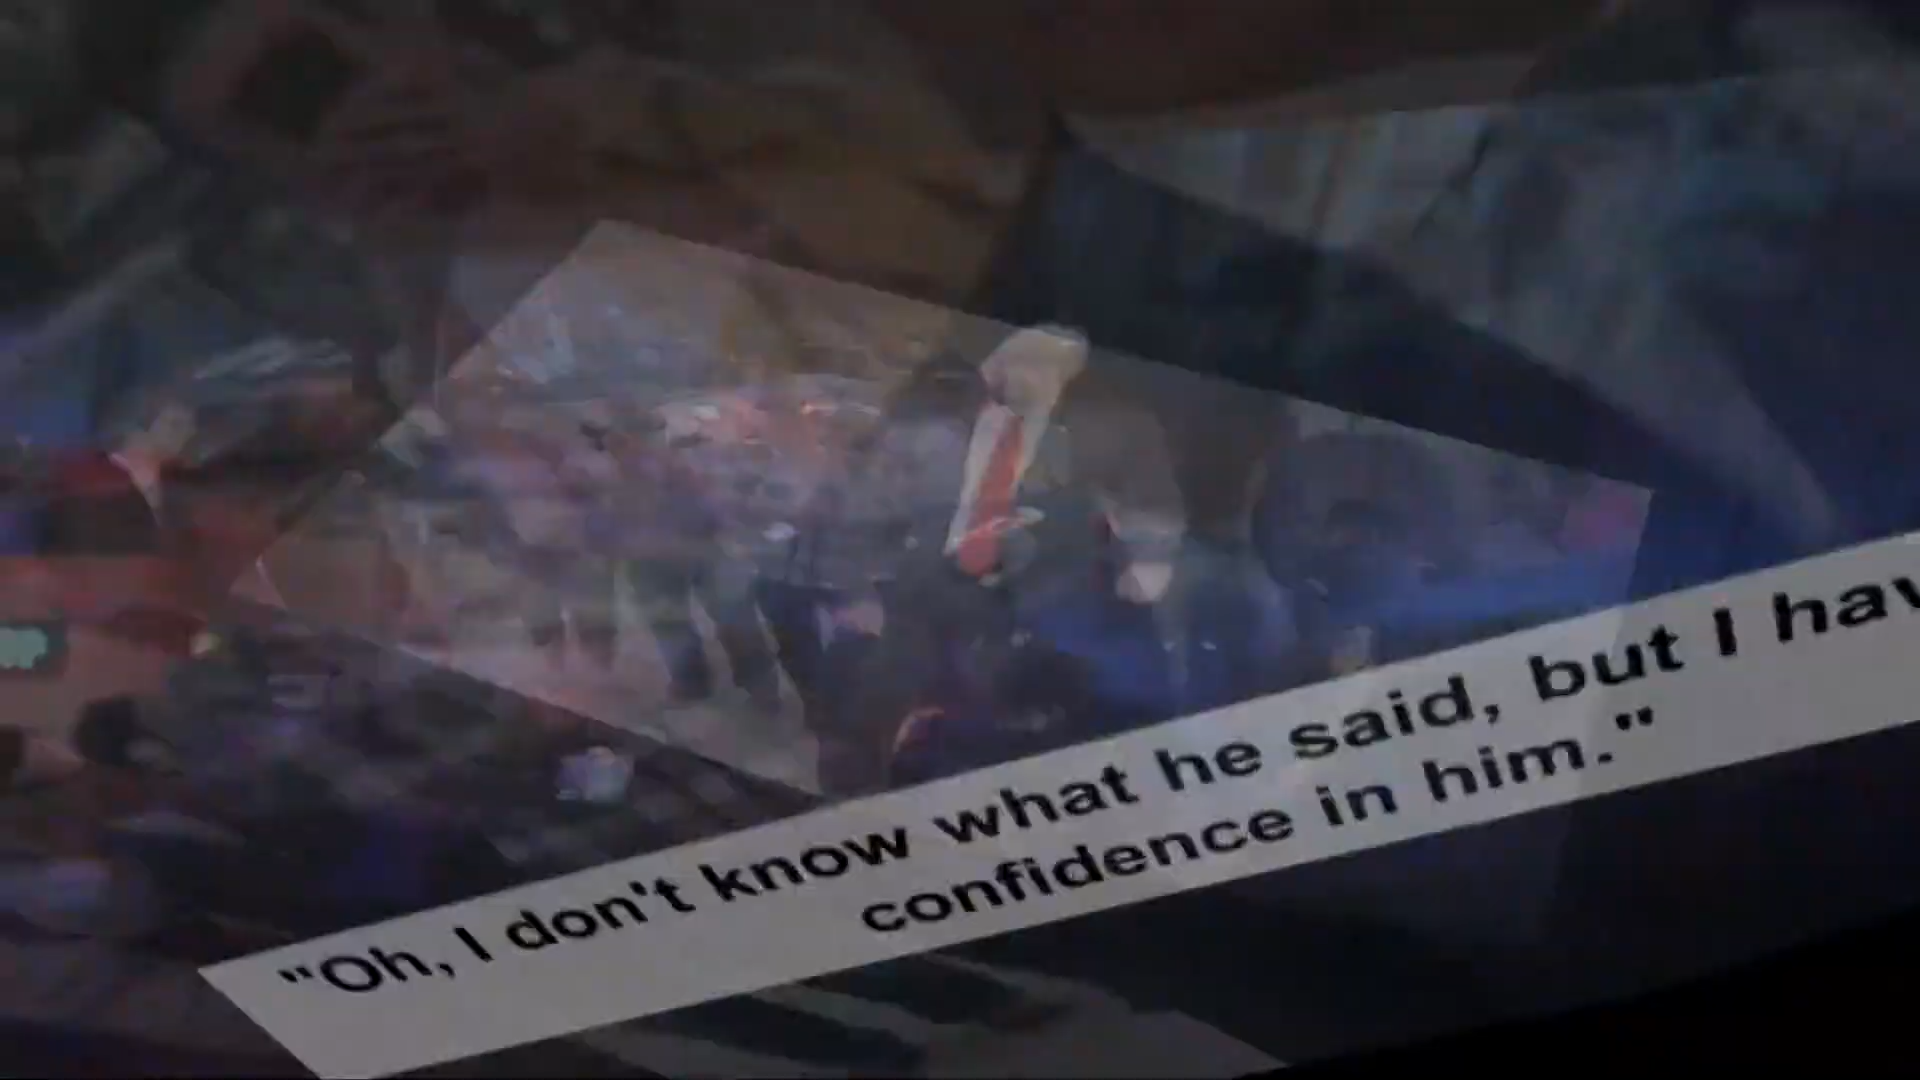 "Oh, I don't know what he said, but I hav
confidence in him."